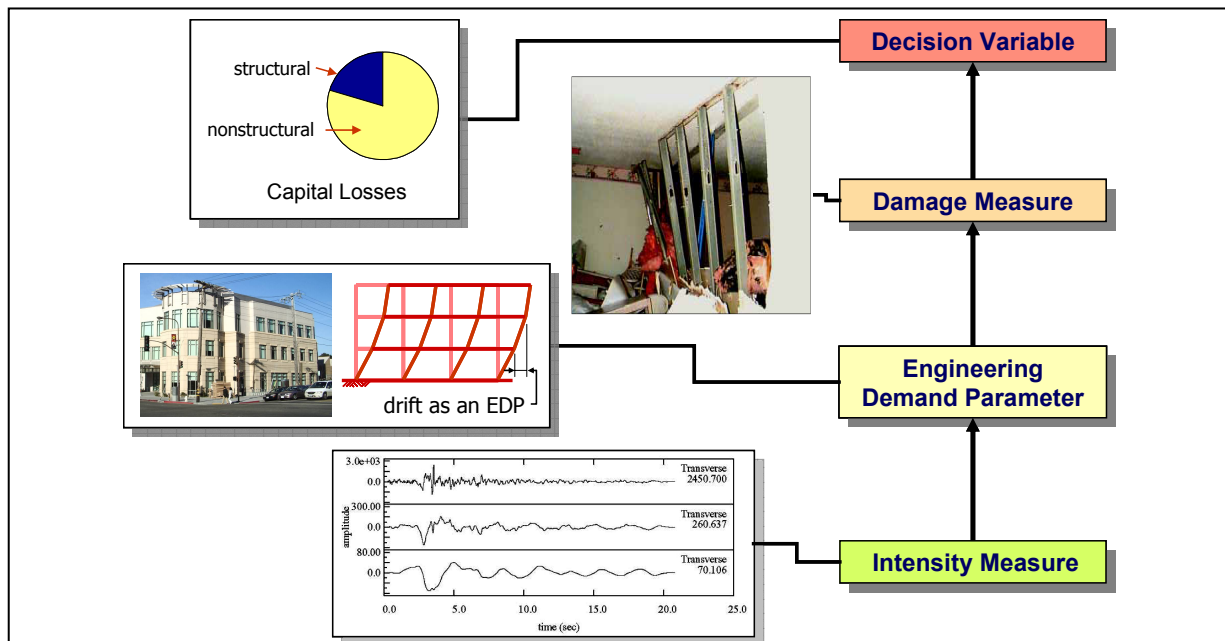 structural
nonstructural
Capital Losses
Decision Variable
Damage Measure
drift as an EDP
Engineering
Demand Parameter
3.0e+03
0.0
300.00
0.0
80.00
0.0
amplitude
Transverse
2450.700
Transverse
260.637
Transverse
70.106
0.0 5.0 10.0 15.0 20.0 25.0
time (sec)
Intensity Measure